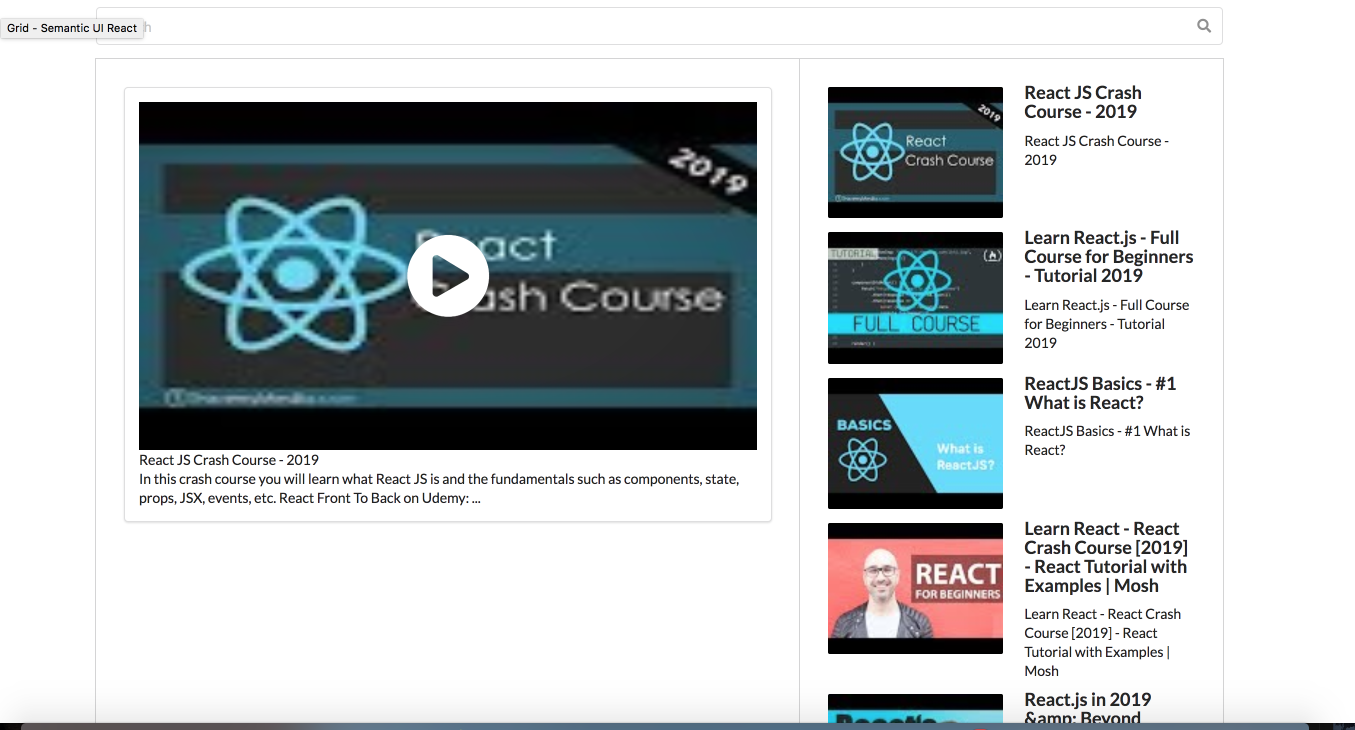 Grid - Semantic UI React
2019
React
Crash Course
React JS Crash Course - 2019
In this crash course you will learn what React JS is and the fundamentals such as components, state,
props, JSX, events, etc. React Front To Back on Udemy: ...
2019
React
Crash Course
React JS Crash
Course - 2019
React JS Crash Course -
2019
TUTORIAL
FULL COURSE
Learn React.js - Full
Course for Beginners
- Tutorial 2019
Learn React.js - Full Course
for Beginners - Tutorial
2019
BASICS
What is
ReactJS?
ReactJS Basics - #1
What is React?
ReactJS Basics - #1 What is
React?
REACT
FOR BEGINNERS
Learn React - React
Crash Course [2019]
- React Tutorial with
Examples | Mosh
Learn React - React Crash
Course [2019] - React
Tutorial with Examples |
Mosh
React.js in 2019
&amp; Beyond